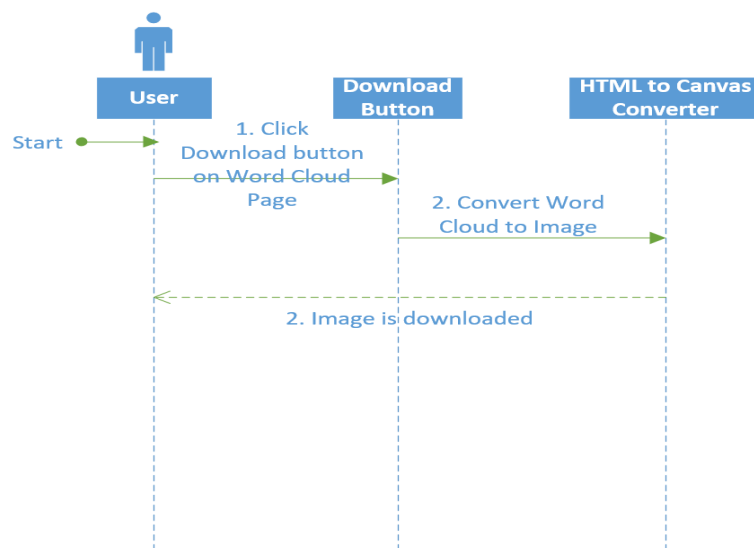 User
Download
Button
HTML to Canvas
Converter
Start
1. Click
Download button
on Word Cloud
Page
2. Convert Word
Cloud to Image
2. Image is downloaded